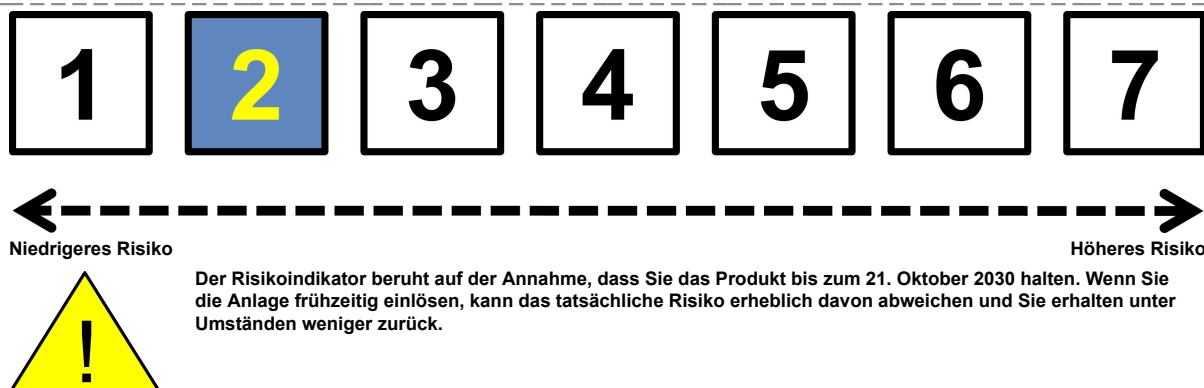 1 2 3 4 5 6 7
Niedrigeres Risiko Höheres Risiko
Der Risikoindikator beruht auf der Annahme, dass Sie das Produkt bis zum 21. Oktober 2030 halten. Wenn Sie
die Anlage frühzeitig einlösen, kann das tatsächliche Risiko erheblich davon abweichen und Sie erhalten unter
Umständen weniger zurück.
!